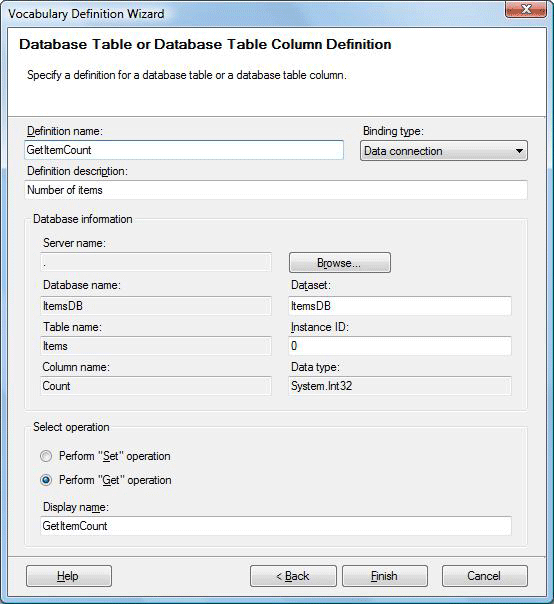 Vocabulary Definition Wizard
Database Table or Database Table Column Definition
Specify a definition for a database table or a database table column.
Definition name:
Binding type:
GetItemCount
Data connection
Definition description:
Number of items
Database information
Server name:
.
Browse...
Database name:
Dataset:
ItemsDB
ItemsDB
Table name:
Instance ID:
Items
0
Column name:
Data type:
Count
System.Int32
Select operation
Perform "Set" operation
Perform "Get" operation
Display name:
GetItemCount
Help
< Back
Finish
Cancel